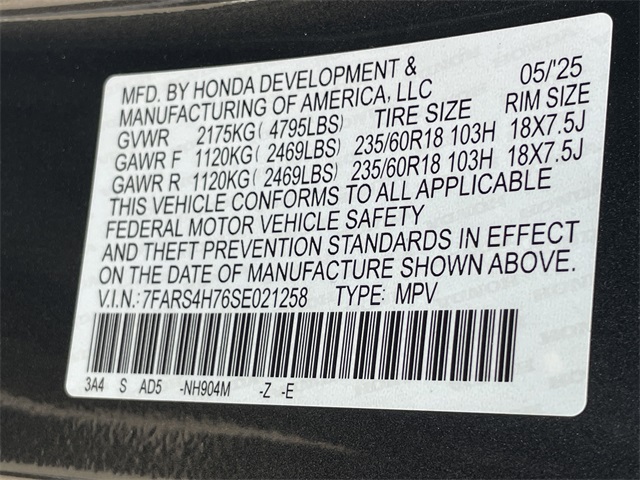 MFD. BY HONDA DEVELOPMENT & 05/'25
MANUFACTURING OF AMERICA, LLC
GVWR 2175KG( 4795LBS) TIRE SIZE RIM SIZE
GAWR F 1120KG( 2469LBS) 235/60R18 103H 18X7.5J
GAWR R 1120KG( 2469LBS) 235/60R18 103H 18X7.5J
THIS VEHICLE CONFORMS TO ALL APPLICABLE
FEDERAL MOTOR VEHICLE SAFETY
AND THEFT PREVENTION STANDARDS IN EFFECT
ON THE DATE OF MANUFACTURE SHOWN ABOVE.
V.I.N.: 7FARS4H76SE021258 TYPE: MPV
3A4 S AD5 -NH904M -Z -E